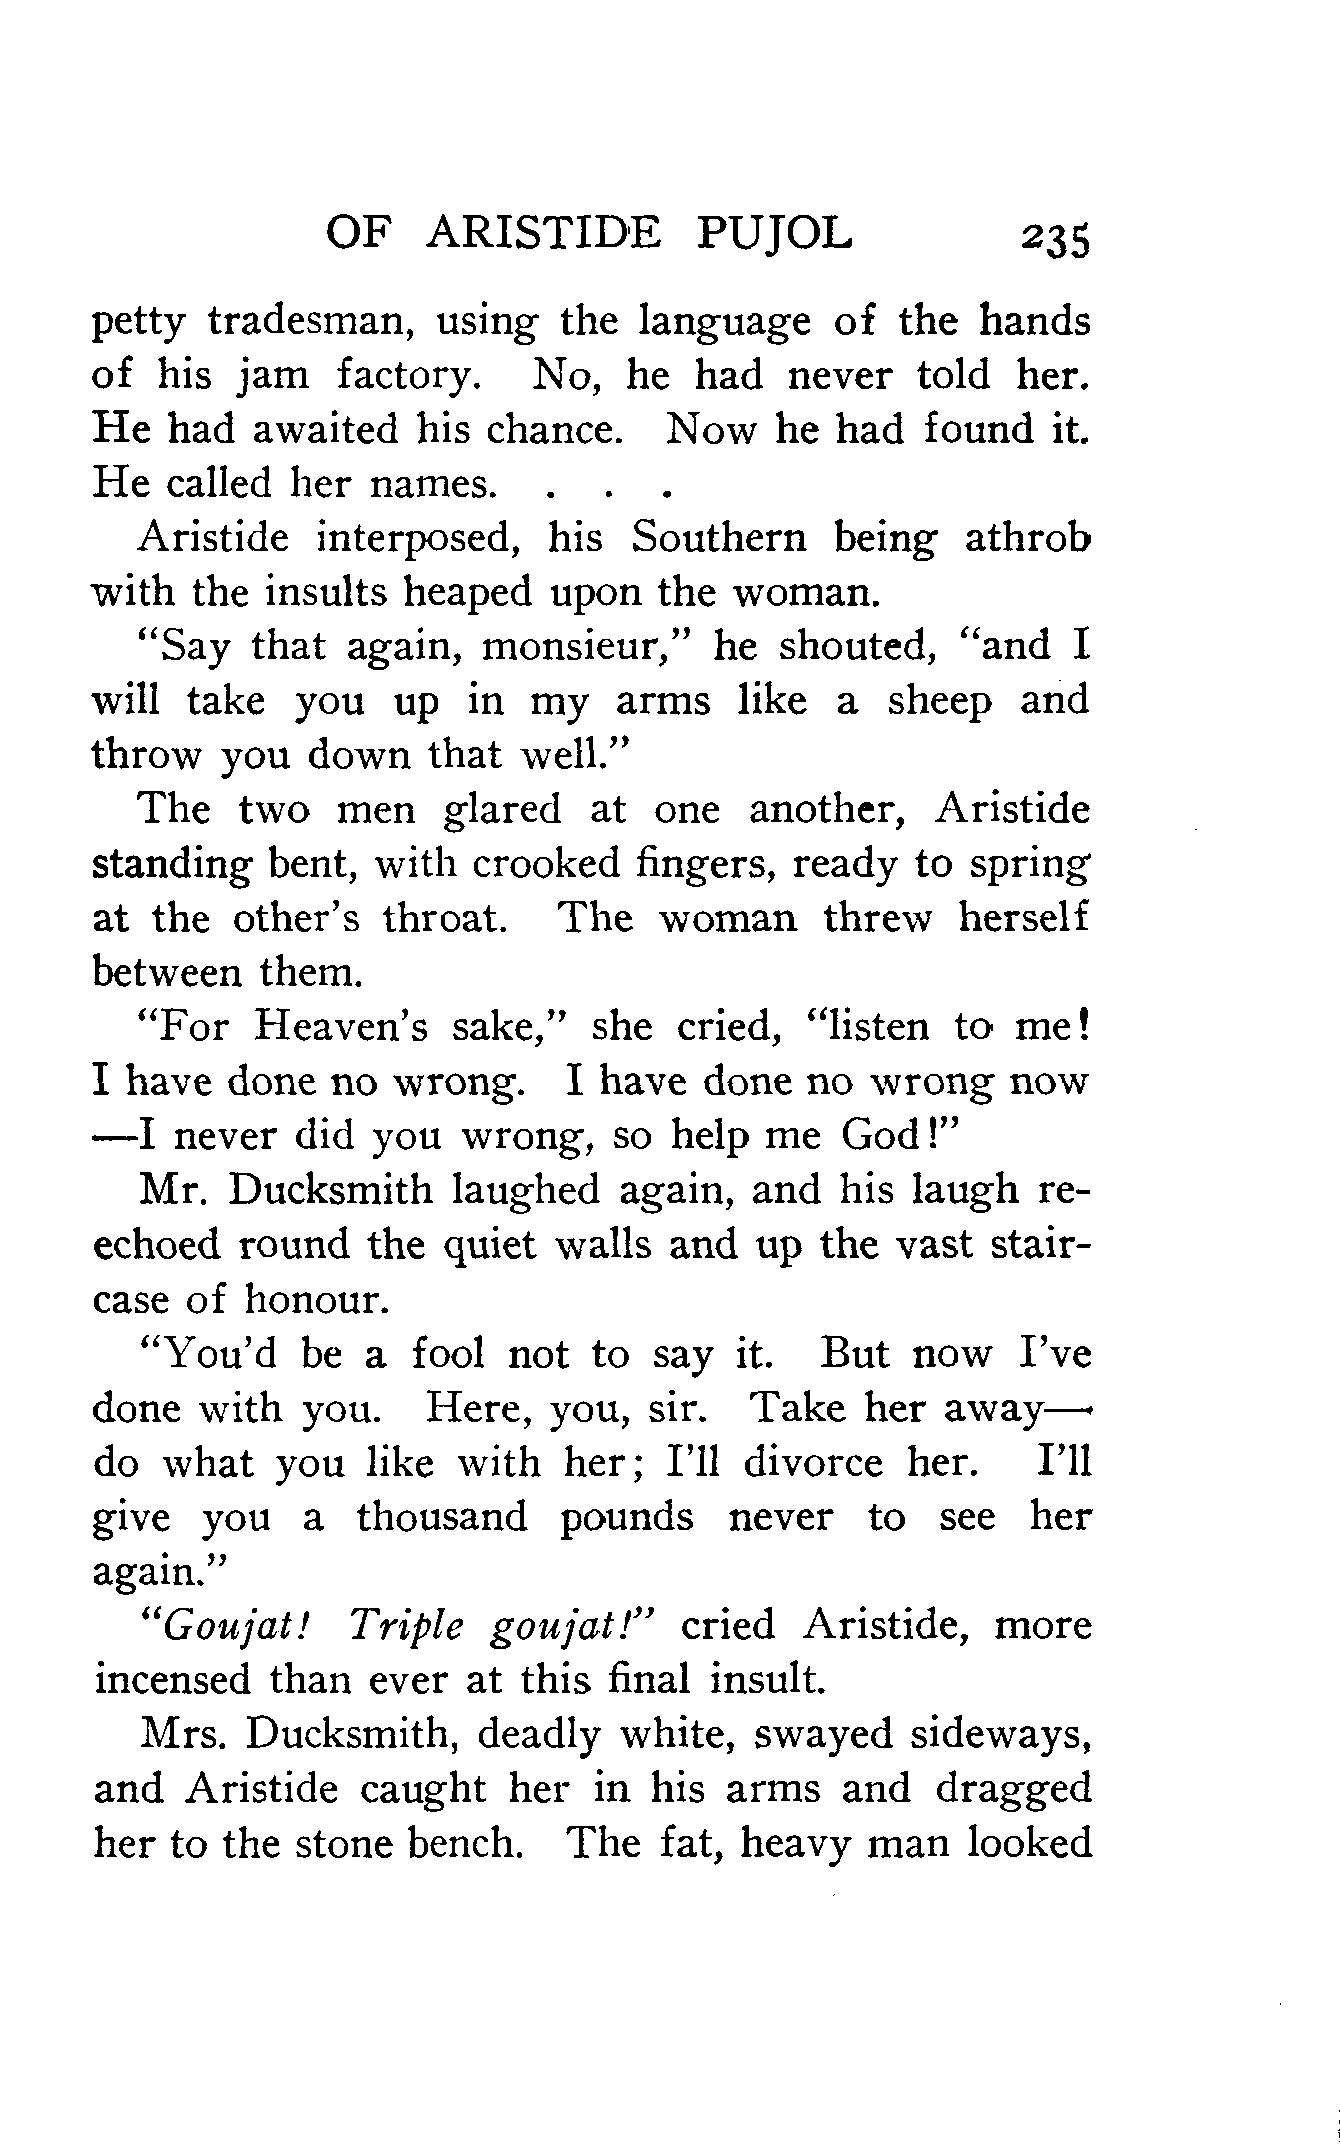 OF ARISTIDE PUJOL 235
petty tradesman, using the language of the hands
of his jam factory. No, he had never told her.
He had awaited his chance. Now he had found it.
He called her names. . . .
Aristide interposed, his Southern being athrob
with the insults heaped upon the woman.
“Say that again, monsieur,” he shouted, “and I
will take you up in my arms like a sheep and
throw you down that well.”
The two men glared at one another, Aristide
standing bent, with crooked fingers, ready to spring
at the other’s throat. The woman threw herself
between them.
“For Heaven’s sake,” she cried, “listen to me!
I have done no wrong. I have done no wrong now
—I never did you wrong, so help me God!”
Mr. Ducksmith laughed again, and his laugh re-
echoed round the quiet walls and up the vast stair-
case of honour.
“You’d be a fool not to say it. But now I’ve
done with you. Here, you, sir. Take her away—
do what you like with her; I’ll divorce her. I’ll
give you a thousand pounds never to see her
again.”
“Goujat! Triple goujat!” cried Aristide, more
incensed than ever at this final insult.
Mrs. Ducksmith, deadly white, swayed sideways,
and Aristide caught her in his arms and dragged
her to the stone bench. The fat, heavy man looked